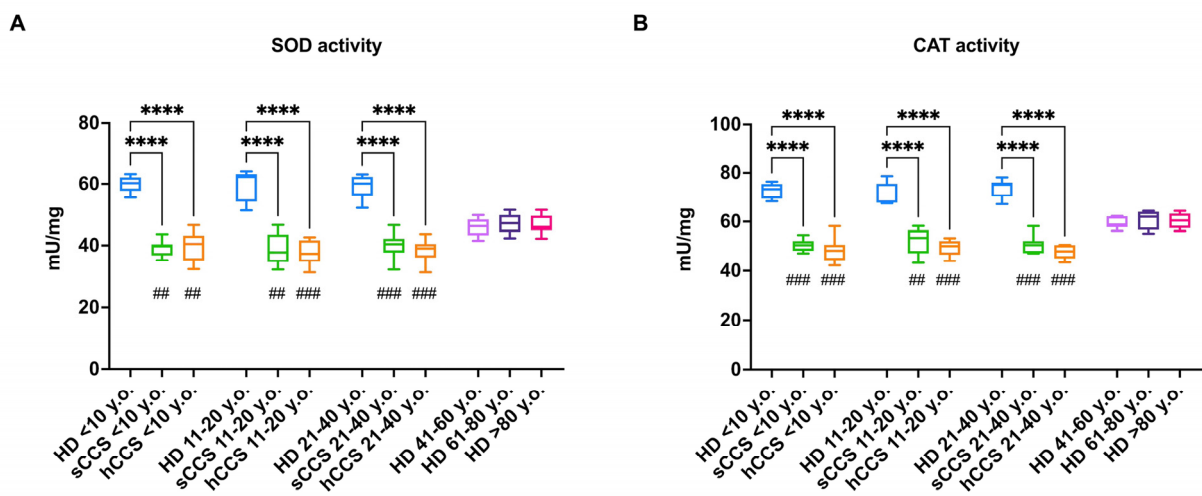 A
SOD activity
mU/mg
80
60
40
20
0
**** **** ****
**** **** ****
## ## ## ### ### ###
HD <10 y.o.
sCCS <10 y.o.
hCCS <10 y.o.
HD 11-20 y.o.
sCCS 11-20 y.o.
hCCS 11-20 y.o.
HD 21-40 y.o.
sCCS 21-40 y.o.
hCCS 21-40 y.o.
HD 41-60 y.o.
HD 61-80 y.o.
HD >80 y.o.
B
CAT activity
mU/mg
100
80
60
40
20
0
**** **** ****
**** **** ****
### ### ## ### ### ###
HD <10 y.o.
sCCS <10 y.o.
hCCS <10 y.o.
HD 11-20 y.o.
sCCS 11-20 y.o.
hCCS 11-20 y.o.
HD 21-40 y.o.
sCCS 21-40 y.o.
hCCS 21-40 y.o.
HD 41-60 y.o.
HD 61-80 y.o.
HD >80 y.o.